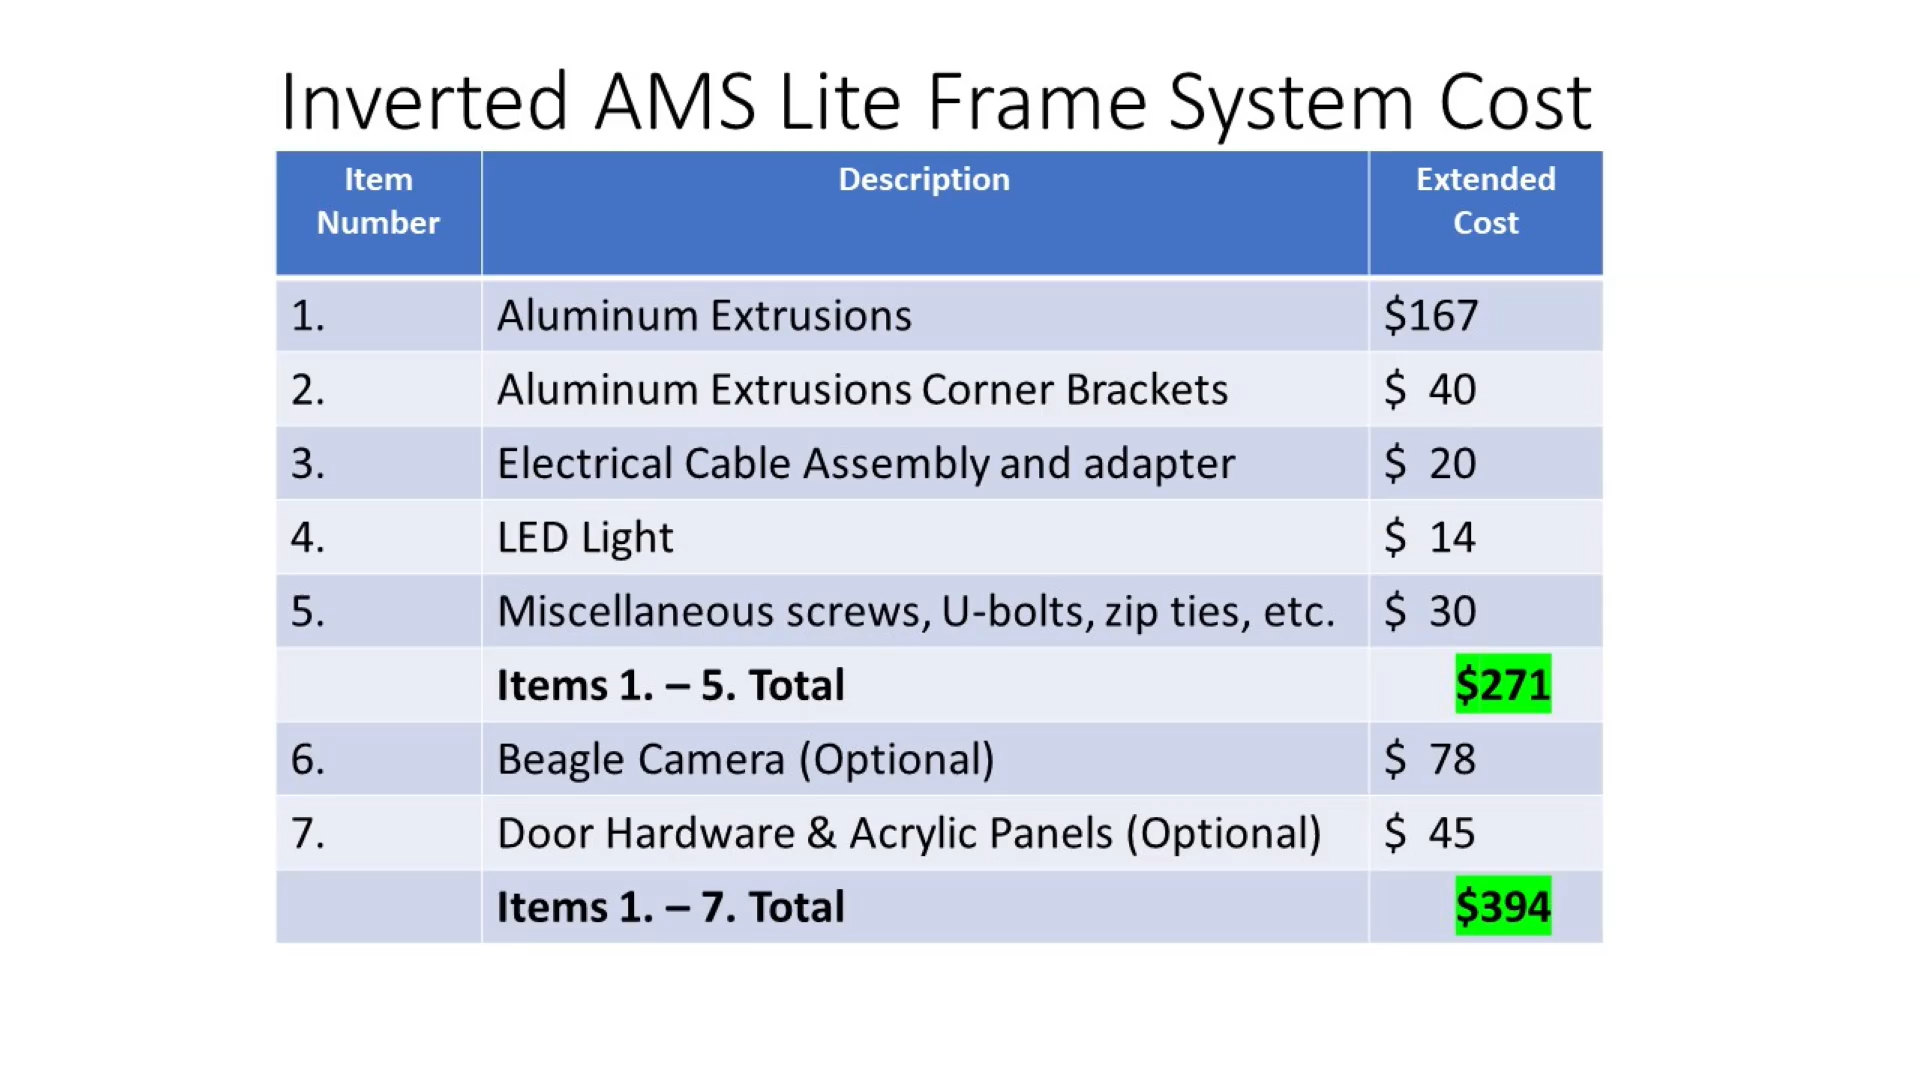 Inverted AMS Lite Frame System Cost
Item Number Description Extended Cost
1. Aluminum Extrusions $167
2. Aluminum Extrusions Corner Brackets $ 40
3. Electrical Cable Assembly and adapter $ 20
4. LED Light $ 14
5. Miscellaneous screws, U-bolts, zip ties, etc. $ 30
Items 1. – 5. Total $271
6. Beagle Camera (Optional) $ 78
7. Door Hardware & Acrylic Panels (Optional) $ 45
Items 1. – 7. Total $394